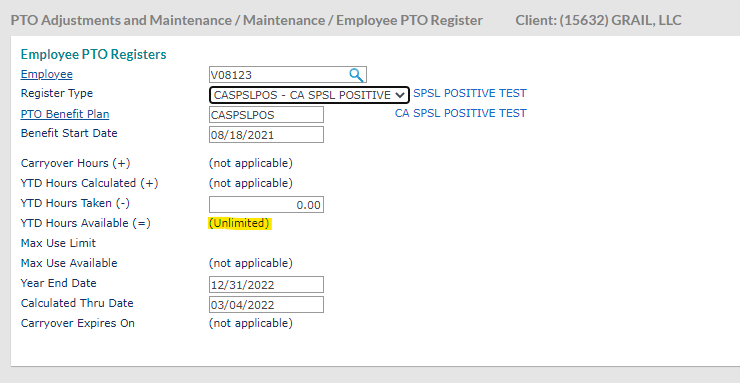 PTO Adjustments and Maintenance / Maintenance / Employee PTO Register Client: (15632) GRAIL, LLC
Employee PTO Registers
Employee V08123
Register Type CASPSLPOS - CA SPSL POSITIVE SPSL POSITIVE TEST
PTO Benefit Plan CASPSLPOS CA SPSL POSITIVE TEST
Benefit Start Date 08/18/2021
Carryover Hours (+) (not applicable)
YTD Hours Calculated (+) (not applicable)
YTD Hours Taken (-) 0.00
YTD Hours Available (=) (Unlimited)
Max Use Limit
Max Use Available (not applicable)
Year End Date 12/31/2022
Calculated Thru Date 03/04/2022
Carryover Expires On (not applicable)